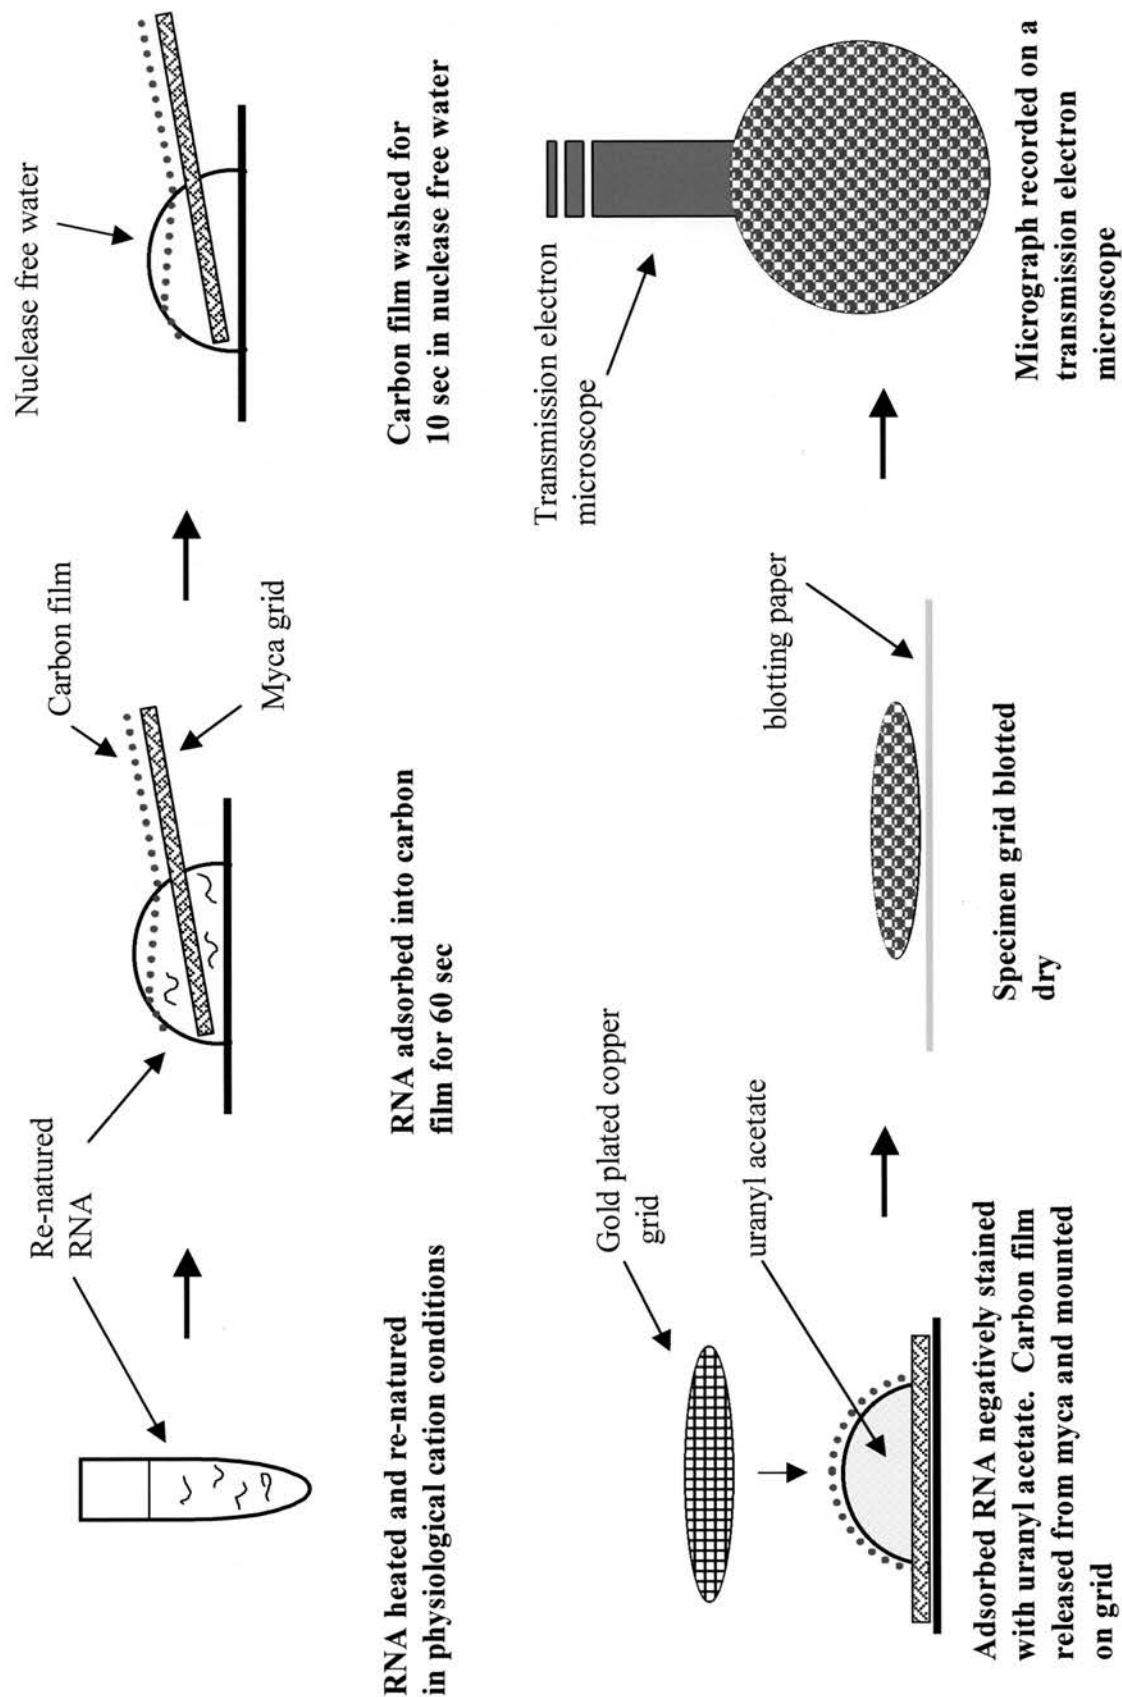 Re-natured
RNA
RNA heated and re-natured
in physiological cation conditions
Carbon film
Myca grid
RNA adsorbed into carbon
film for 60 sec
Nuclease free water
Carbon film washed for
10 sec in nuclease free water
Gold plated copper
grid
uranyl acetate
Adsorbed RNA negatively stained
with uranyl acetate. Carbon film
released from myca and mounted
on grid
blotting paper
Specimen grid blotted
dry
Transmission electron
microscope
Micrograph recorded on a
transmission electron
microscope